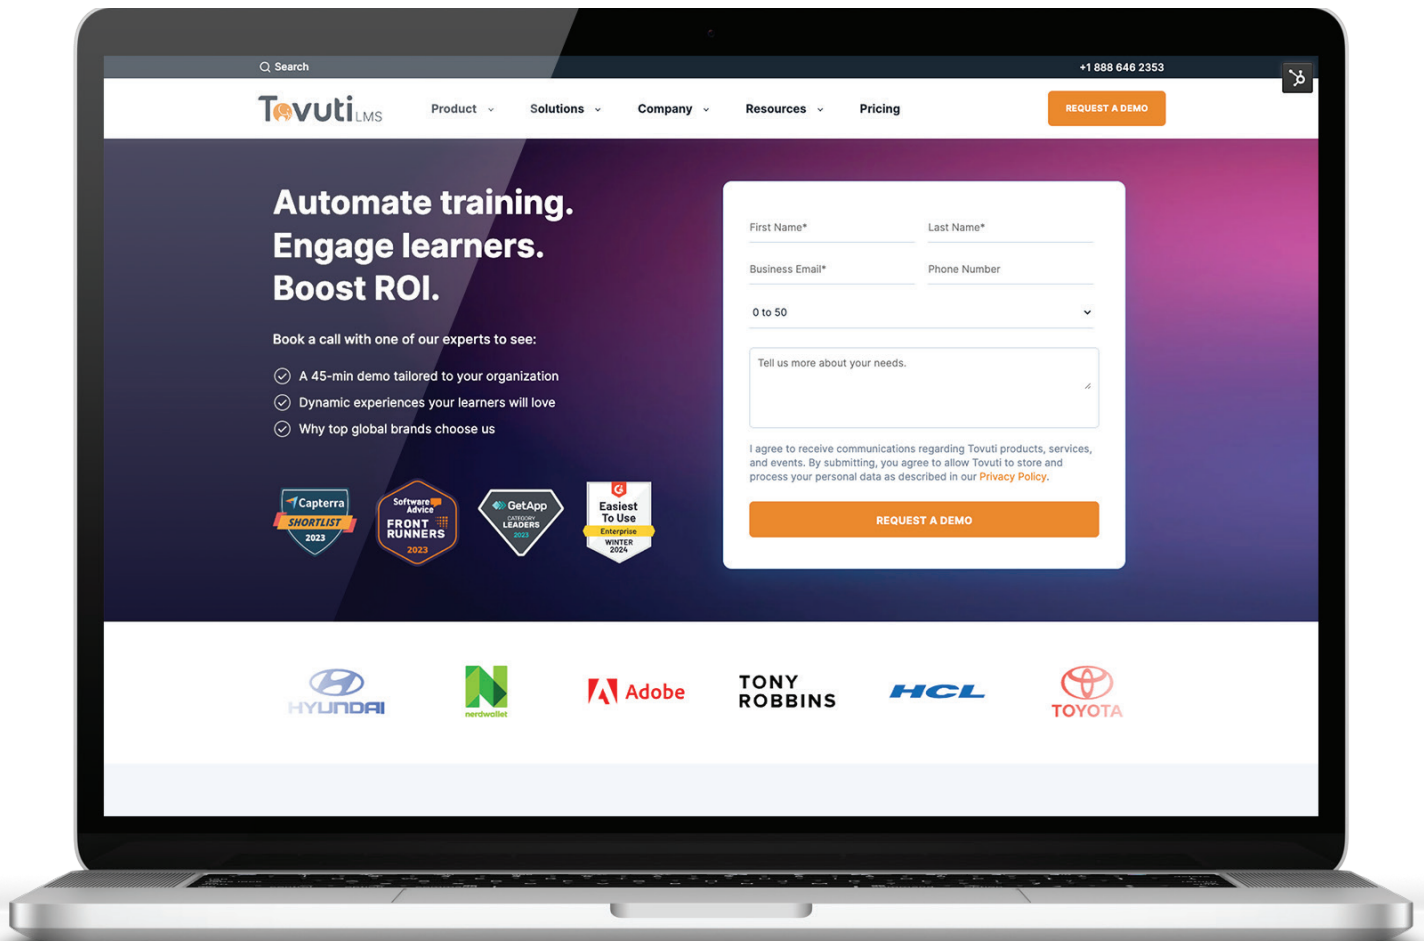 Search
+1 888 646 2353
Tovuti LMS
Product
Solutions
Company
Resources
Pricing
REQUEST A DEMO
Automate training.
Engage learners.
Boost ROI.
Book a call with one of our experts to see:
A 45-min demo tailored to your organization
Dynamic experiences your learners will love
Why top global brands choose us
Capterra
SHORTLIST
2023
Software
Advice
FRONT
RUNNERS
2023
GetApp
CATEGORY
LEADERS
2023
G
Easiest
To Use
Enterprise
WINTER
2024
First Name*
Last Name*
Business Email*
Phone Number
0 to 50
Tell us more about your needs.
I agree to receive communications regarding Tovuti products, services,
and events. By submitting, you agree to allow Tovuti to store and
process your personal data as described in our Privacy Policy.
REQUEST A DEMO
HYUNDAI
N
nerdwallet
Adobe
TONY
ROBBINS
HCL
TOYOTA